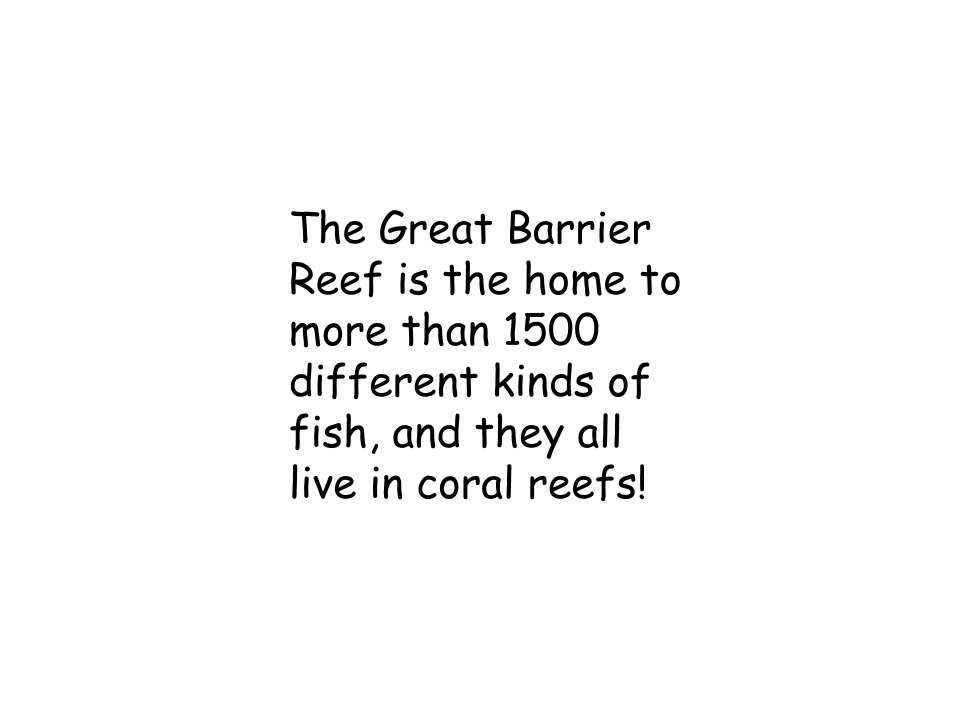 The Great Barrier
Reef is the home to
more than 1500
different kinds of
fish, and they all
live in coral reefs!